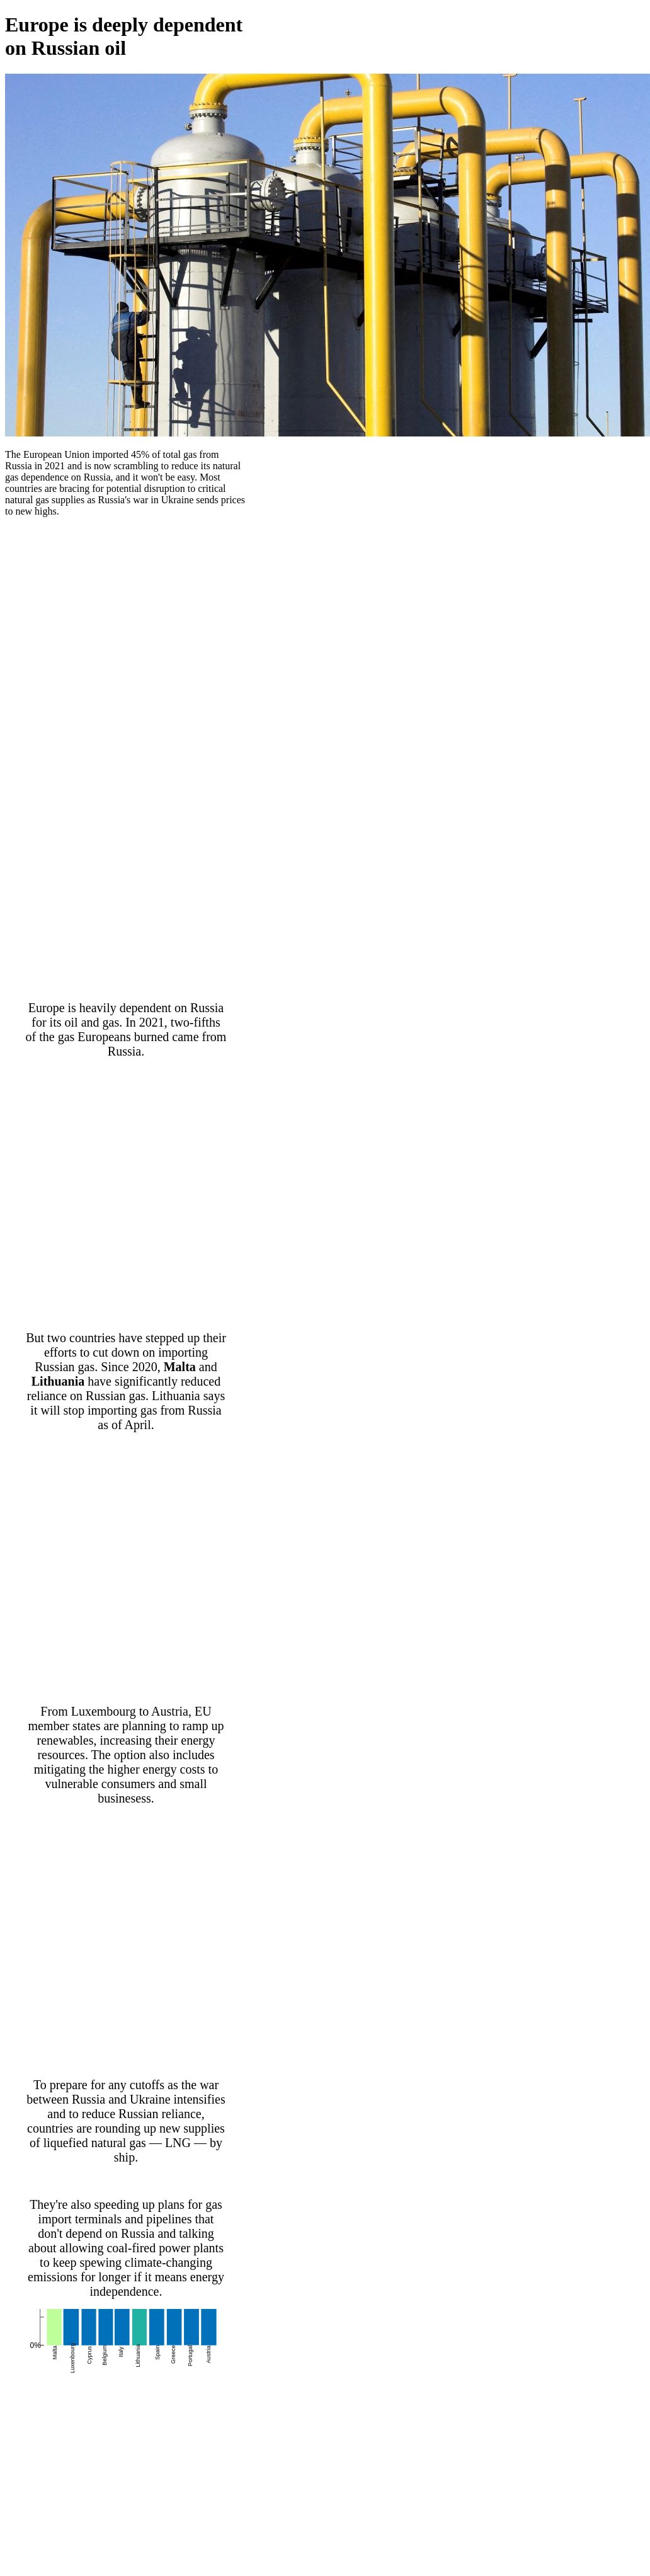 Europe is deeply dependent
on Russian oil
The European Union imported 45% of total gas from
Russia in 2021 and is now scrambling to reduce its natural
gas dependence on Russia, and it won't be easy. Most
countries are bracing for potential disruption to critical
natural gas supplies as Russia's war in Ukraine sends prices
to new highs.
Europe is heavily dependent on Russia
for its oil and gas. In 2021, two-fifths
of the gas Europeans burned came from
Russia.
But two countries have stepped up their
efforts to cut down on importing
Russian gas. Since 2020, Malta and
Lithuania have significantly reduced
reliance on Russian gas. Lithuania says
it will stop importing gas from Russia
as of April.
From Luxembourg to Austria, EU
member states are planning to ramp up
renewables, increasing their energy
resources. The option also includes
mitigating the higher energy costs to
vulnerable consumers and small
businesess.
To prepare for any cutoffs as the war
between Russia and Ukraine intensifies
and to reduce Russian reliance,
countries are rounding up new supplies
of liquefied natural gas — LNG — by
ship.
They're also speeding up plans for gas
import terminals and pipelines that
don't depend on Russia and talking
about allowing coal-fired power plants
to keep spewing climate-changing
emissions for longer if it means energy
independence.
0%
Malta
Luxembourg
Cyprus
Belgium
Italy
Lithuania
Spain
Greece
Portugal
Austria